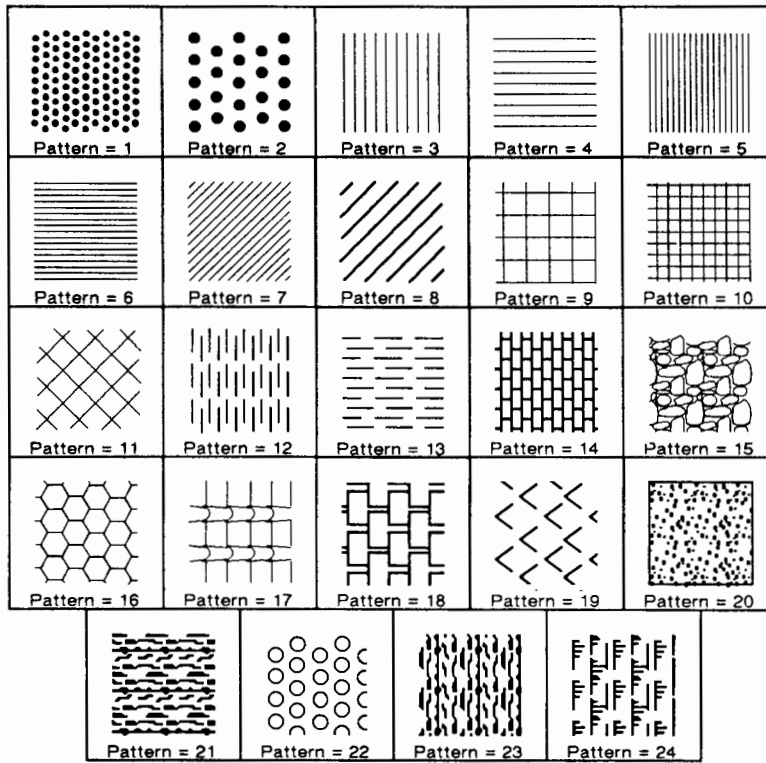 Pattern = 1
Pattern = 2
Pattern = 3
Pattern = 4
Pattern = 5
Pattern = 6
Pattern = 7
Pattern = 8
Pattern = 9
Pattern = 10
Pattern = 11
Pattern = 12
Pattern = 13
Pattern = 14
Pattern = 15
Pattern = 16
Pattern = 17
Pattern = 18
Pattern = 19
Pattern = 20
Pattern = 21
Pattern = 22
Pattern = 23
Pattern = 24